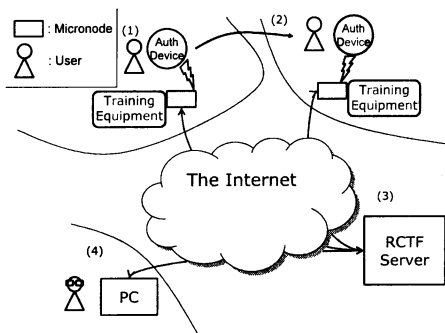 : Micronode
: User
(1)
Auth
Device
(2)
Auth
Device
Training
Equipment
Training
Equipment
The Internet
(3)
RCTF
Server
(4)
PC